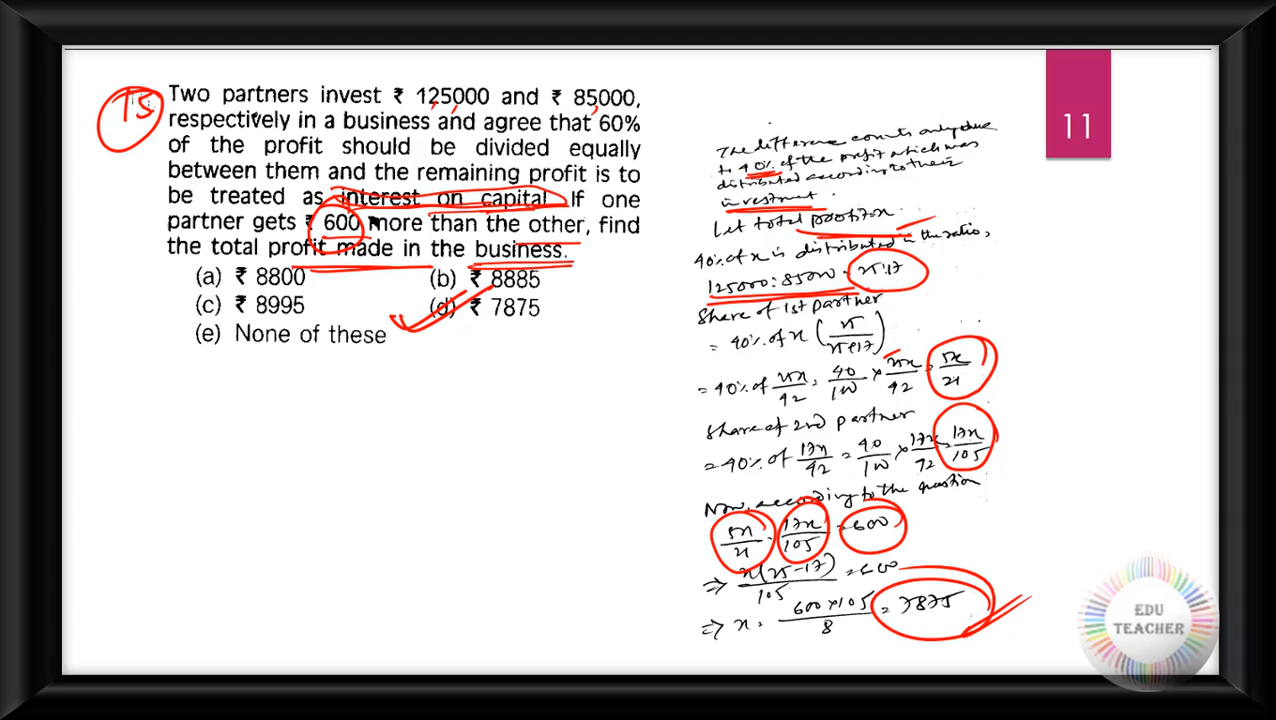 11
15
Two partners invest ₹ 125000 and ₹ 85000,
respectively in a business and agree that 60%
of the profit should be divided equally
between them and the remaining profit is to
be treated as interest on capital. If one
partner gets ₹ 600 more than the other, find
the total profit made in the business.
(a) ₹ 8800 (b) ₹ 8885
(c) ₹ 8995 (d) ₹ 7875
(e) None of these
The difference counts only due
to 40% of the profit which was
distributed according to their
investment.
Let total profit = x
40% of x is distributed in the ratio,
125000 : 85000 = 25:17
Share of 1st partner
= 40% of x (25/25+17)
= 40% of 25x/42 = 40/100 × 25x/42 = 5x/21
Share of 2nd partner
= 40% of 17x/42 = 40/100 × 17x/42 = 17x/105
Now, according to the question
5x/21 - 17x/105 = 600
⇒ x(25-17)/105 = 600
⇒ x = 600×105/8 = 7875
EDU
TEACHER